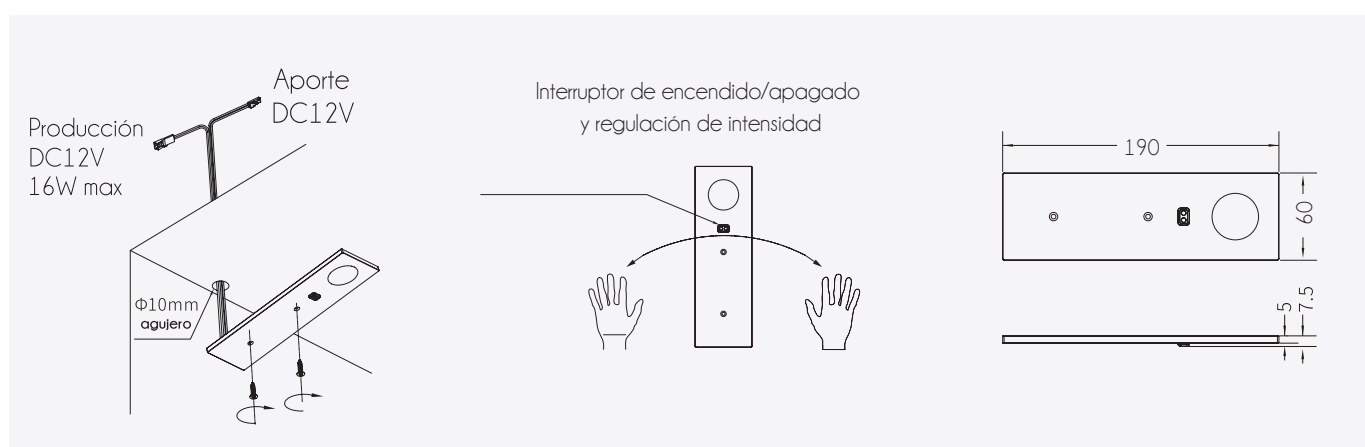 Aporte
DC12V
Producción
DC12V
16W max
Φ10mm
agujero
Interruptor de encendido/apagado
y regulación de intensidad
190
60
5
7.5